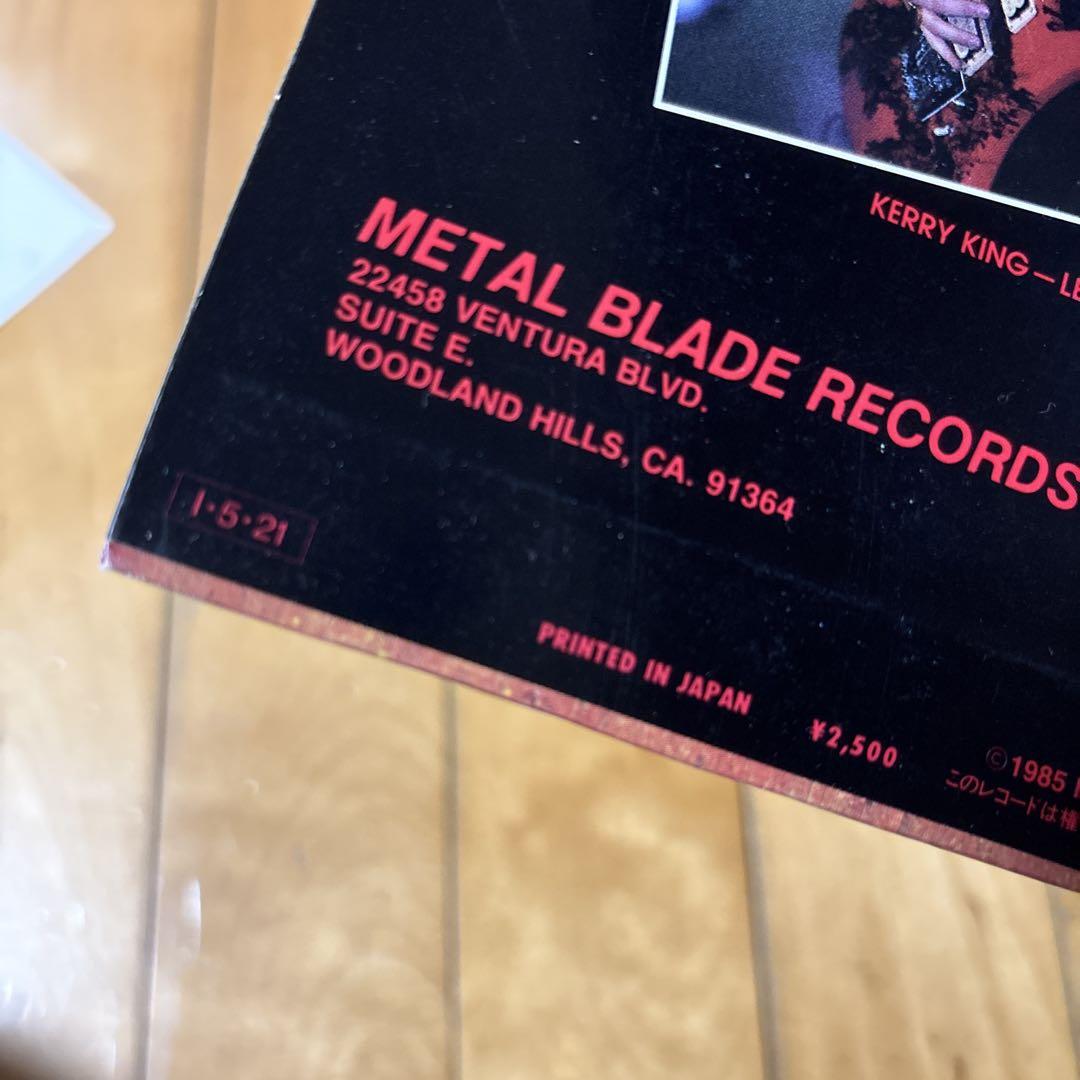 KERRY KING — LE
METAL BLADE RECORDS
22458 VENTURA BLVD.
SUITE E.
WOODLAND HILLS, CA. 91364
1·5·21
PRINTED IN JAPAN
¥2,500
©1985
このレコードは権